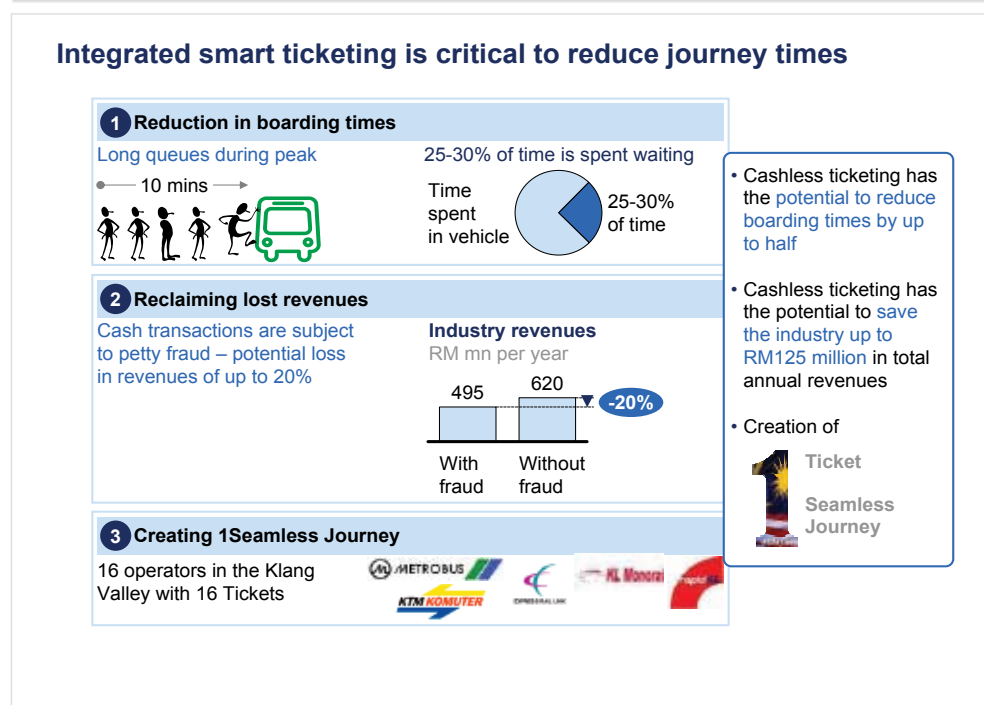 Integrated smart ticketing is critical to reduce journey times
1 Reduction in boarding times
Long queues during peak
10 mins
25-30% of time is spent waiting
Time
spent
in vehicle
25-30%
of time
2 Reclaiming lost revenues
Cash transactions are subject
to petty fraud – potential loss
in revenues of up to 20%
Industry revenues
RM mn per year
495
620
-20%
With
fraud
Without
fraud
3 Creating 1Seamless Journey
16 operators in the Klang
Valley with 16 Tickets
METROBUS
KTM KOMUTER
KL Monorail
rapid
• Cashless ticketing has
the potential to reduce
boarding times by up
to half
• Cashless ticketing has
the potential to save
the industry up to
RM125 million in total
annual revenues
• Creation of
1
Ticket
Seamless
Journey